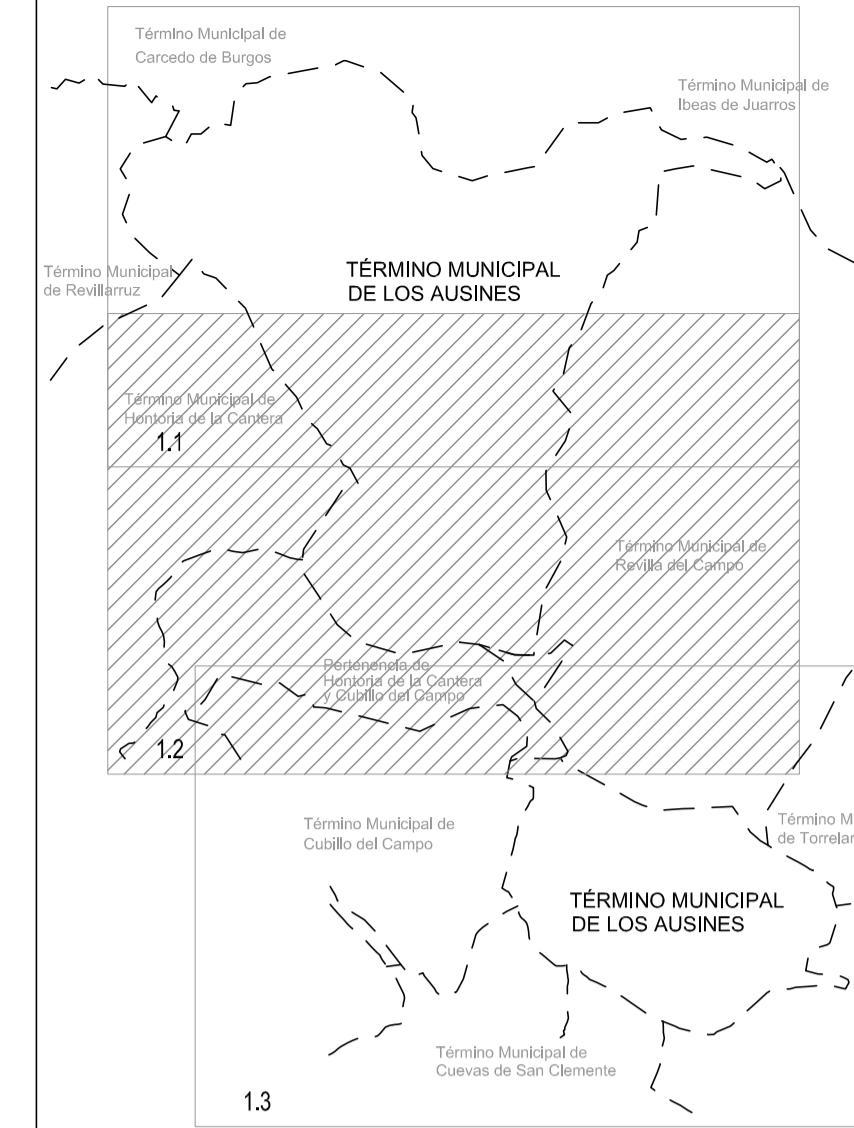 Término Municipal de
Carcedo de Burgos
Término Municipal de
Ibeas de Juarros
Término Municipal
de Revillarruz
TÉRMINO MUNICIPAL
DE LOS AUSINES
Término Municipal de
Hontoria de la Cantera
1.1
Término Municipal de
Revilla del Campo
Pertenencia de
Hontoria de la Cantera
y Cubillo del Campo
1.2
Término Municipal de
Cubillo del Campo
Término M
de Torrelar
TÉRMINO MUNICIPAL
DE LOS AUSINES
Término Municipal de
Cuevas de San Clemente
1.3